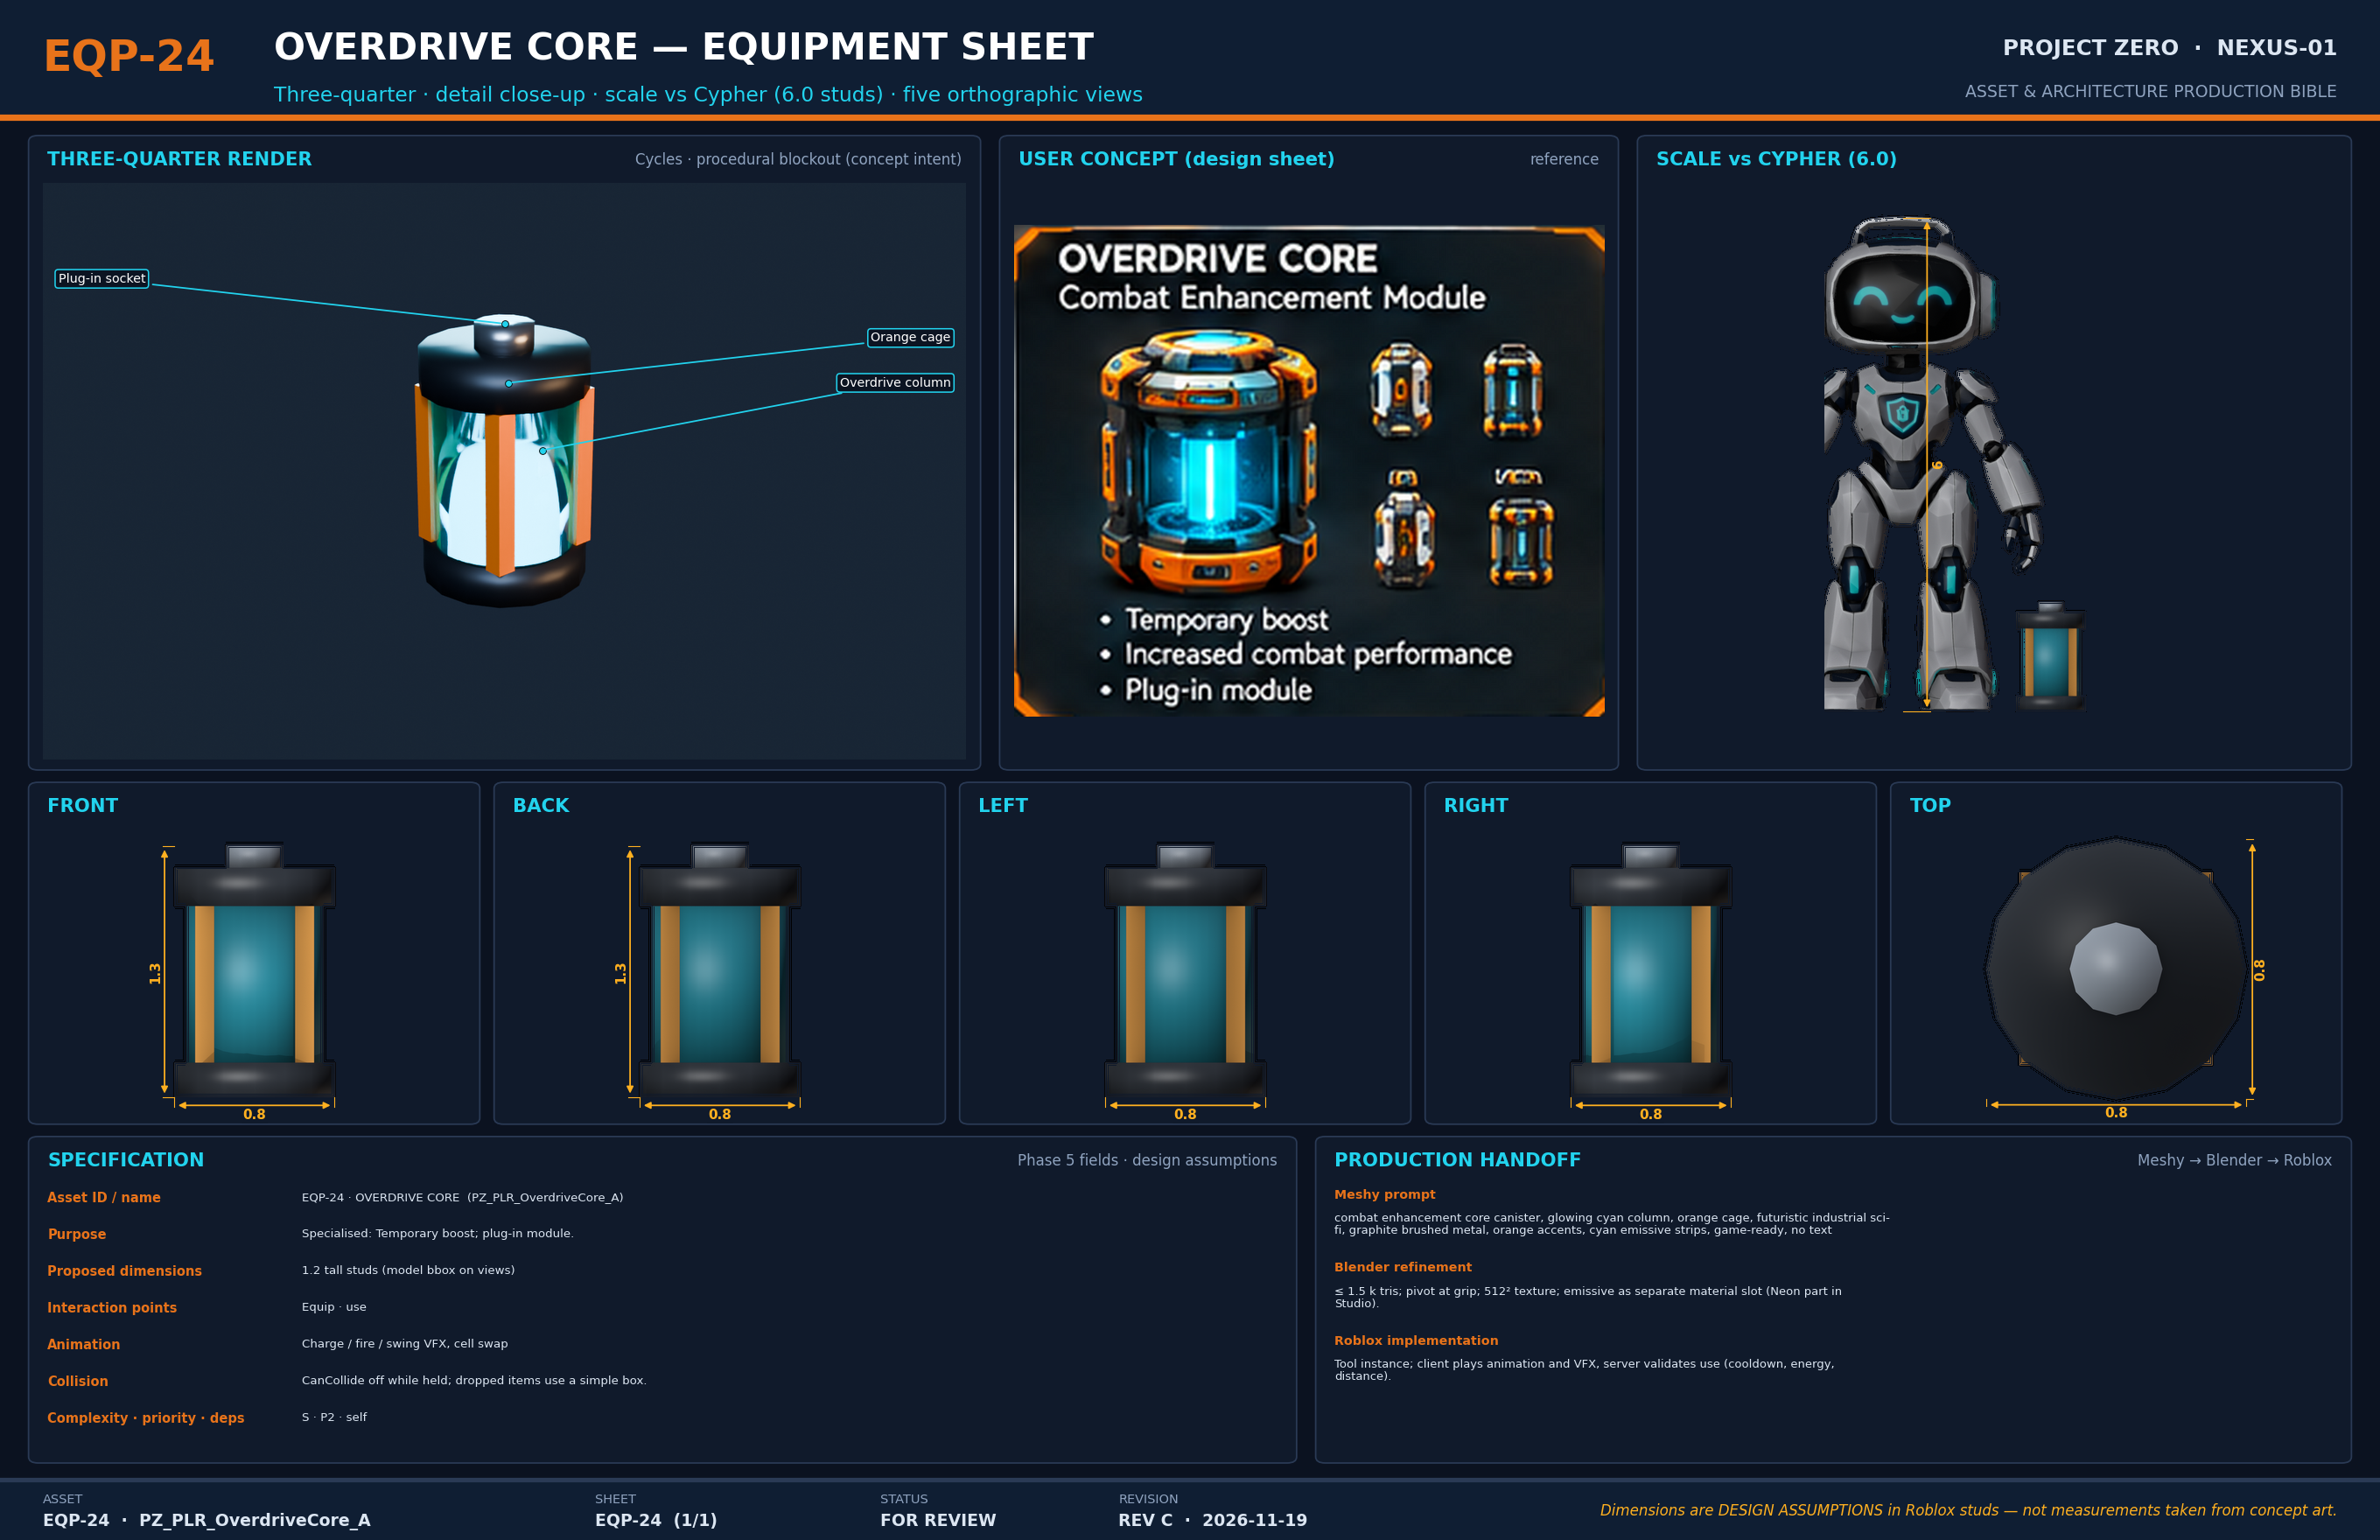 EQP-24
OVERDRIVE CORE — EQUIPMENT SHEET
Three-quarter · detail close-up · scale vs Cypher (6.0 studs) · five orthographic views
PROJECT ZERO · NEXUS-01
ASSET & ARCHITECTURE PRODUCTION BIBLE
THREE-QUARTER RENDER
Cycles · procedural blockout (concept intent)
Plug-in socket
Orange cage
Overdrive column
USER CONCEPT (design sheet)
reference
OVERDRIVE CORE
Combat Enhancement Module
• Temporary boost
• Increased combat performance
• Plug-in module
SCALE vs CYPHER (6.0)
6
FRONT
1.3
0.8
BACK
1.3
0.8
LEFT
0.8
RIGHT
0.8
TOP
0.8
0.8
SPECIFICATION
Phase 5 fields · design assumptions
Asset ID / name
EQP-24 · OVERDRIVE CORE (PZ_PLR_OverdriveCore_A)
Purpose
Specialised: Temporary boost; plug-in module.
Proposed dimensions
1.2 tall studs (model bbox on views)
Interaction points
Equip · use
Animation
Charge / fire / swing VFX, cell swap
Collision
CanCollide off while held; dropped items use a simple box.
Complexity · priority · deps
S · P2 · self
PRODUCTION HANDOFF
Meshy → Blender → Roblox
Meshy prompt
combat enhancement core canister, glowing cyan column, orange cage, futuristic industrial sci-
fi, graphite brushed metal, orange accents, cyan emissive strips, game-ready, no text
Blender refinement
≤ 1.5 k tris; pivot at grip; 512² texture; emissive as separate material slot (Neon part in
Studio).
Roblox implementation
Tool instance; client plays animation and VFX, server validates use (cooldown, energy,
distance).
ASSET
EQP-24 · PZ_PLR_OverdriveCore_A
SHEET
EQP-24 (1/1)
STATUS
FOR REVIEW
REVISION
REV C · 2026-11-19
Dimensions are DESIGN ASSUMPTIONS in Roblox studs — not measurements taken from concept art.